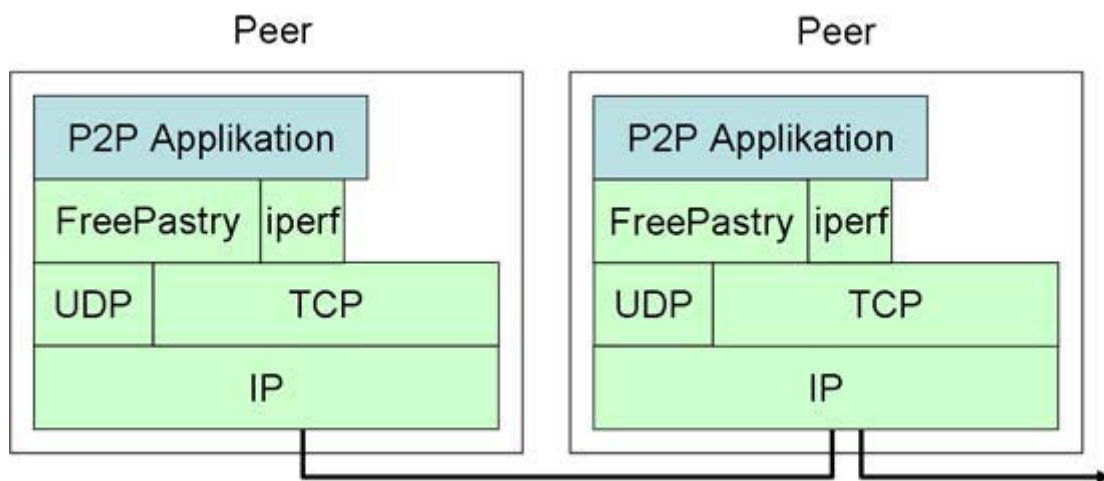 Peer
P2P Applikation
FreePastry
iperf
UDP
TCP
IP
Peer
P2P Applikation
FreePastry
iperf
UDP
TCP
IP